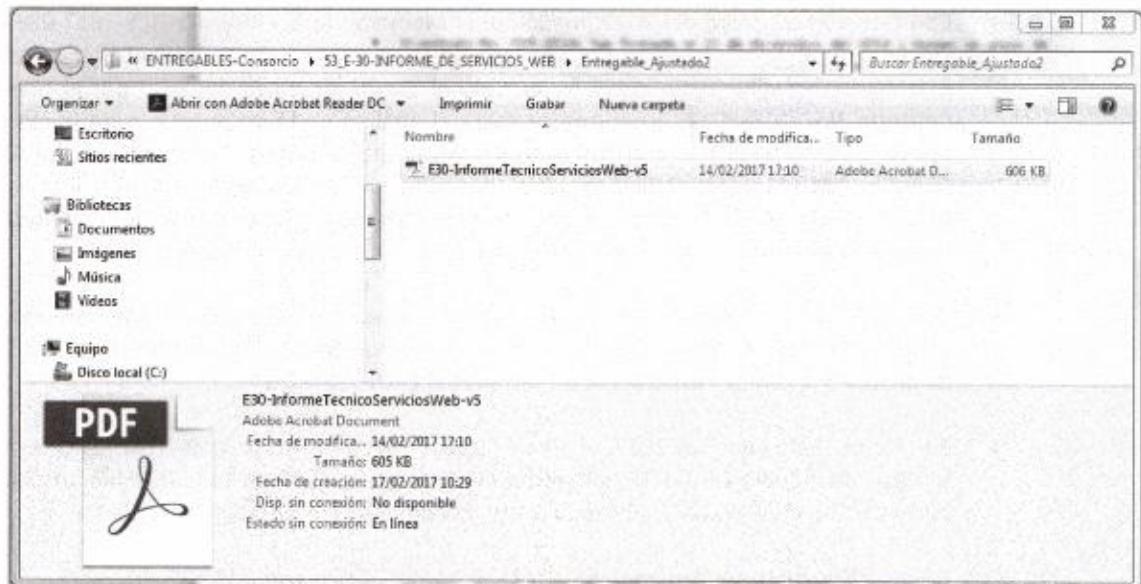 « ENTREGABLES-Consorcio ▸ 53_E-30-INFORME_DE_SERVICIOS_WEB ▸ Entregable_Ajustado2
Buscar Entregable_Ajustado2
Organizar
Abrir con Adobe Acrobat Reader DC
Imprimir
Grabar
Nueva carpeta
Escritorio
Sitios recientes
Bibliotecas
Documentos
Imágenes
Música
Vídeos
Equipo
Disco local (C:)
Nombre Fecha de modifica... Tipo Tamaño
E30-InformeTecnicoServiciosWeb-v5 14/02/2017 17:10 Adobe Acrobat D... 606 KB
PDF
E30-InformeTecnicoServiciosWeb-v5
Adobe Acrobat Document
Fecha de modifica... 14/02/2017 17:10
Tamaño: 605 KB
Fecha de creación: 17/02/2017 10:29
Disp. sin conexión: No disponible
Estado sin conexión: En línea